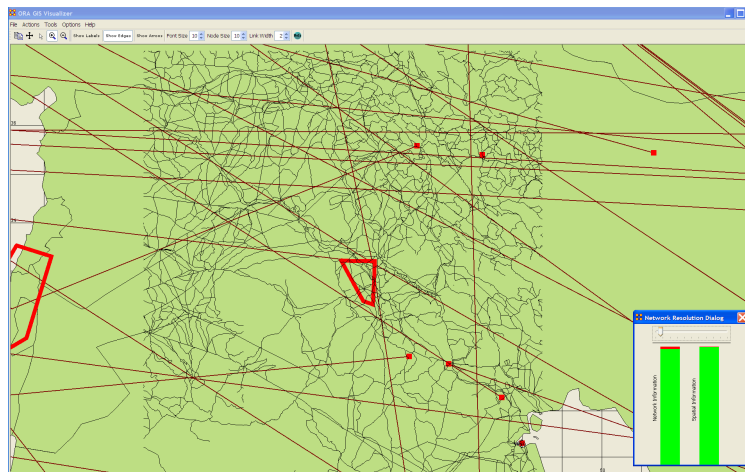 ORA GIS Visualizer
File Actions Tools Options Help
Show Labels Show Edges Show Arrows Font Size 10 Node Size 10 Link Width 2
Network Resolution Dialog
Network Information
Spatial Information